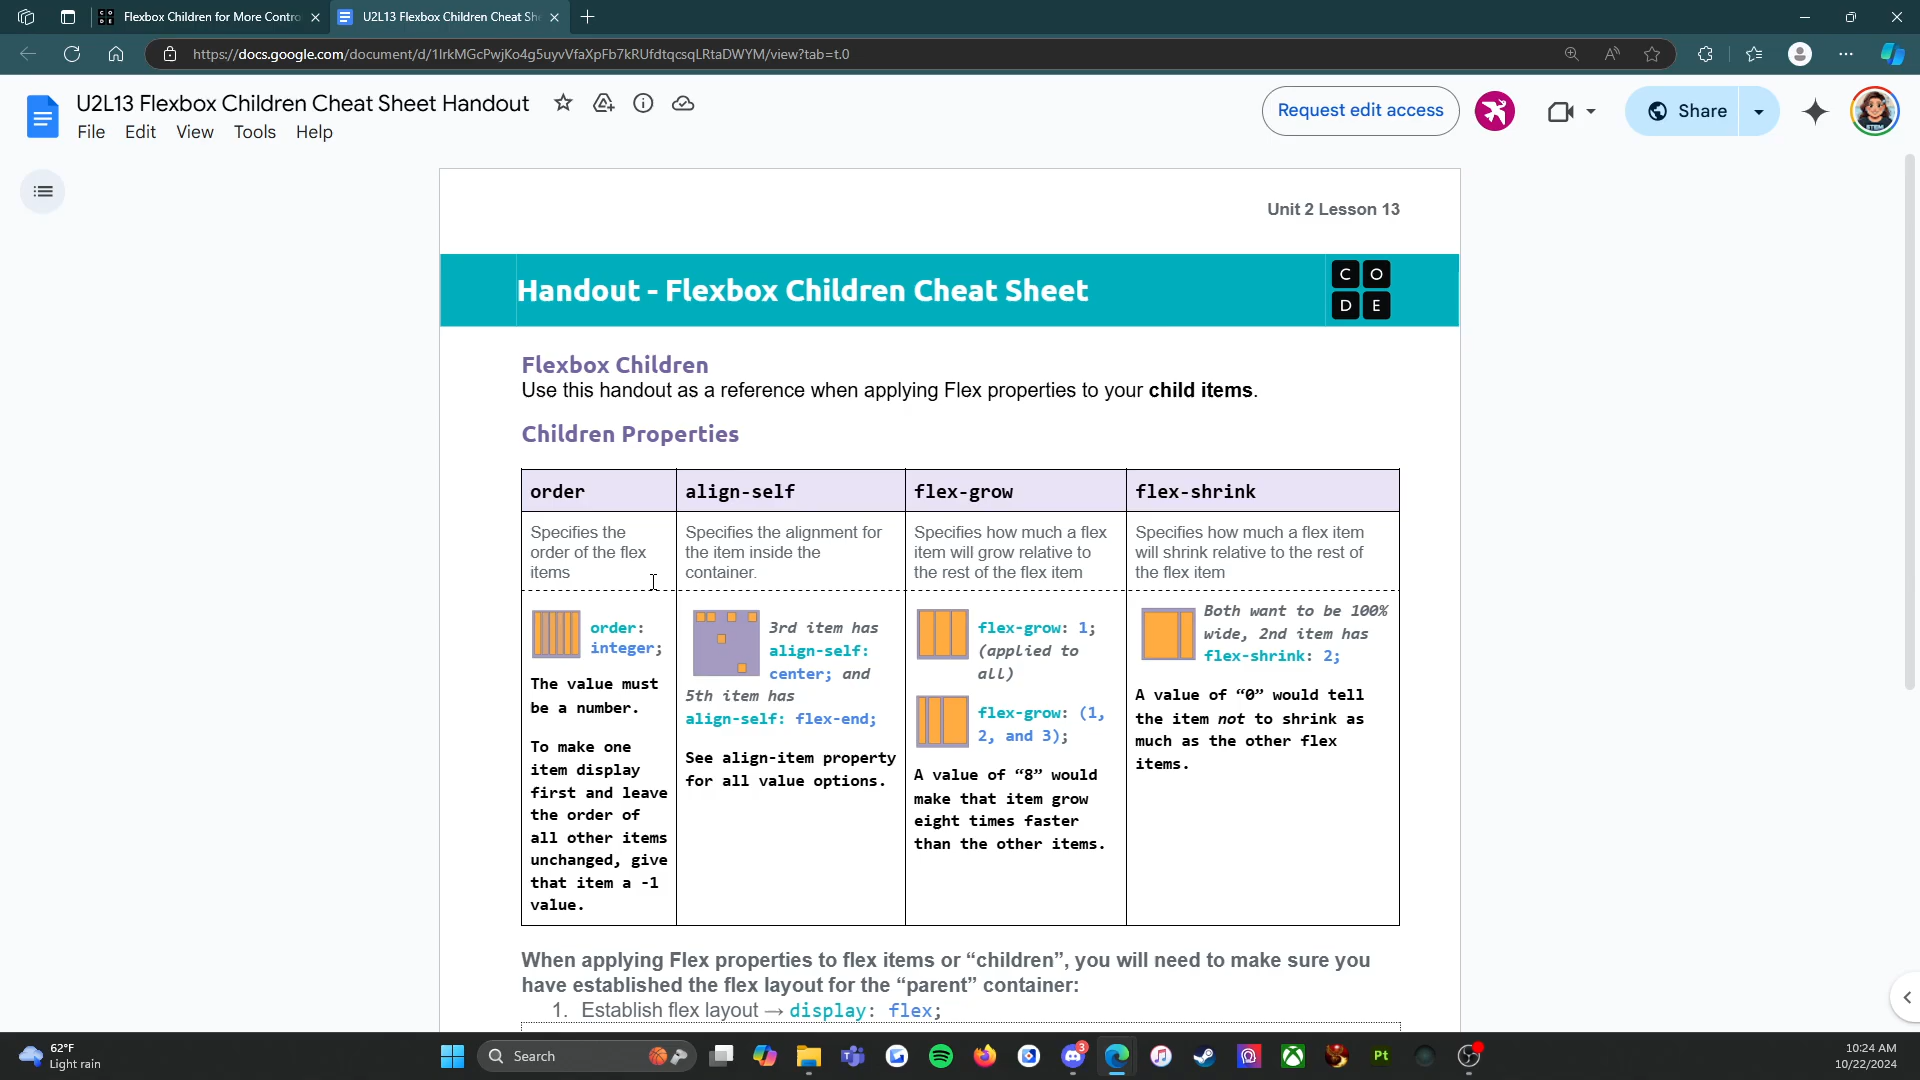 Flexbox Children for More Contro
U2L13 Flexbox Children Cheat She
https://docs.google.com/document/d/1IrkMGcPwjKo4g5uyvVfaXpFb7kRUfdtqcsqLRtaDWYM/view?tab=t.0
U2L13 Flexbox Children Cheat Sheet Handout
File Edit View Tools Help
Request edit access
Share
Unit 2 Lesson 13
Handout - Flexbox Children Cheat Sheet
C O
D E
Flexbox Children
Use this handout as a reference when applying Flex properties to your child items.
Children Properties
order
Specifies the
order of the flex
items
order:
integer;
The value must
be a number.
To make one
item display
first and leave
the order of
all other items
unchanged, give
that item a -1
value.
align-self
Specifies the alignment for
the item inside the
container.
3rd item has
align-self:
center; and
5th item has
align-self: flex-end;
See align-item property
for all value options.
flex-grow
Specifies how much a flex
item will grow relative to
the rest of the flex item
flex-grow: 1;
(applied to
all)
flex-grow: (1,
2, and 3);
A value of “8” would
make that item grow
eight times faster
than the other items.
flex-shrink
Specifies how much a flex item
will shrink relative to the rest of
the flex item
Both want to be 100%
wide, 2nd item has
flex-shrink: 2;
A value of “0” would tell
the item not to shrink as
much as the other flex
items.
When applying Flex properties to flex items or “children”, you will need to make sure you
have established the flex layout for the “parent” container:
1. Establish flex layout → display: flex;
62°F
Light rain
Search
3
Pt
10:24 AM
10/22/2024